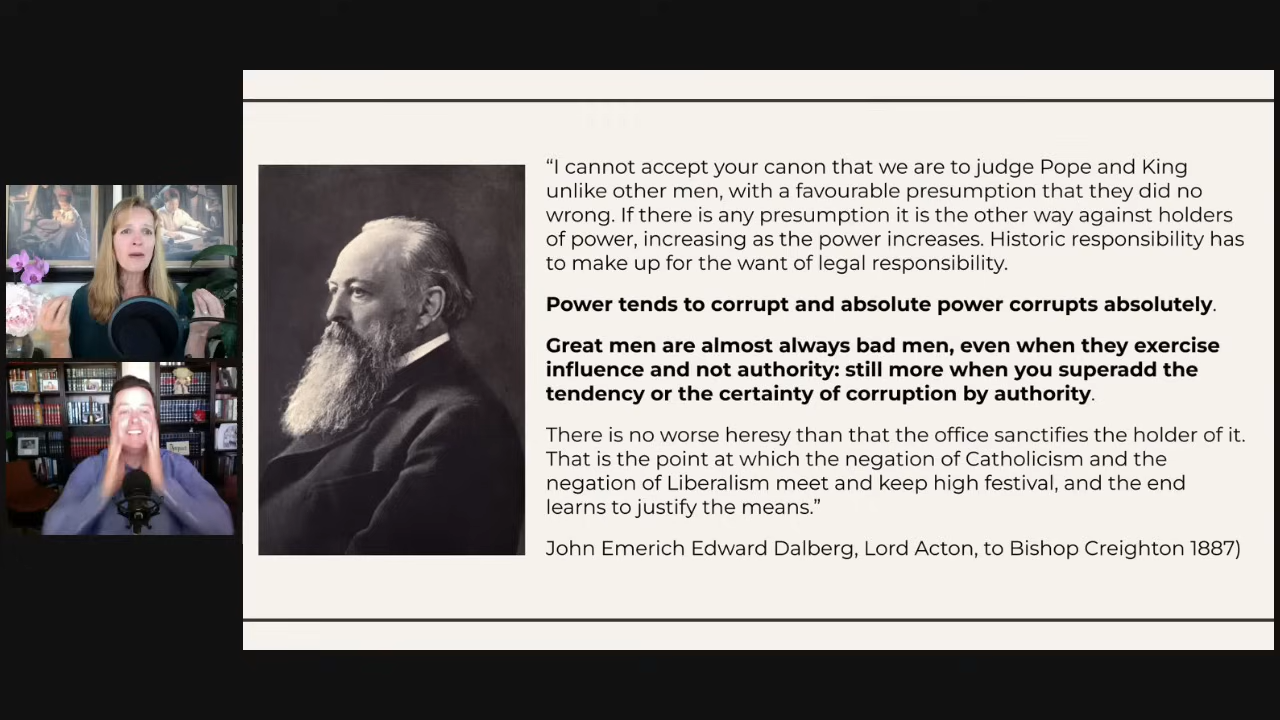 “I cannot accept your canon that we are to judge Pope and King
unlike other men, with a favourable presumption that they did no
wrong. If there is any presumption it is the other way against holders
of power, increasing as the power increases. Historic responsibility has
to make up for the want of legal responsibility.
Power tends to corrupt and absolute power corrupts absolutely.
Great men are almost always bad men, even when they exercise
influence and not authority: still more when you superadd the
tendency or the certainty of corruption by authority.
There is no worse heresy than that the office sanctifies the holder of it.
That is the point at which the negation of Catholicism and the
negation of Liberalism meet and keep high festival, and the end
learns to justify the means.”
John Emerich Edward Dalberg, Lord Acton, to Bishop Creighton 1887)